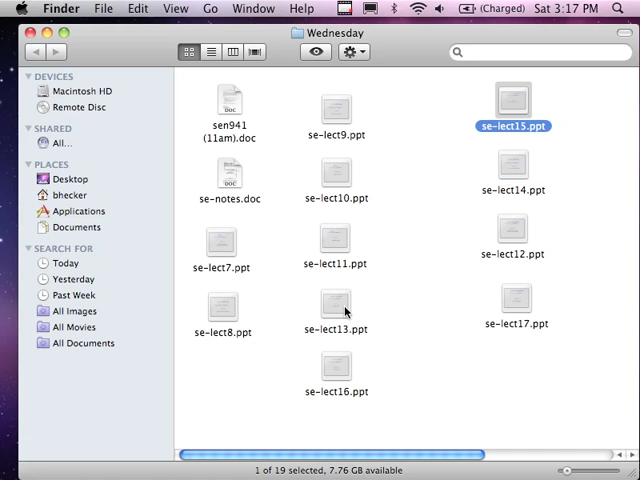 Finder File Edit View Go Window Help (Charged) Sat 3:17 PM
Wednesday
DEVICES
Macintosh HD
Remote Disc
SHARED
All...
PLACES
Desktop
bhecker
Applications
Documents
SEARCH FOR
Today
Yesterday
Past Week
All Images
All Movies
All Documents
DOC
sen941
(11am).doc
DOC
se-notes.doc
se-lect7.ppt
se-lect8.ppt
se-lect9.ppt
se-lect10.ppt
se-lect11.ppt
se-lect13.ppt
se-lect16.ppt
se-lect15.ppt
se-lect14.ppt
se-lect12.ppt
se-lect17.ppt
1 of 19 selected, 7.76 GB available